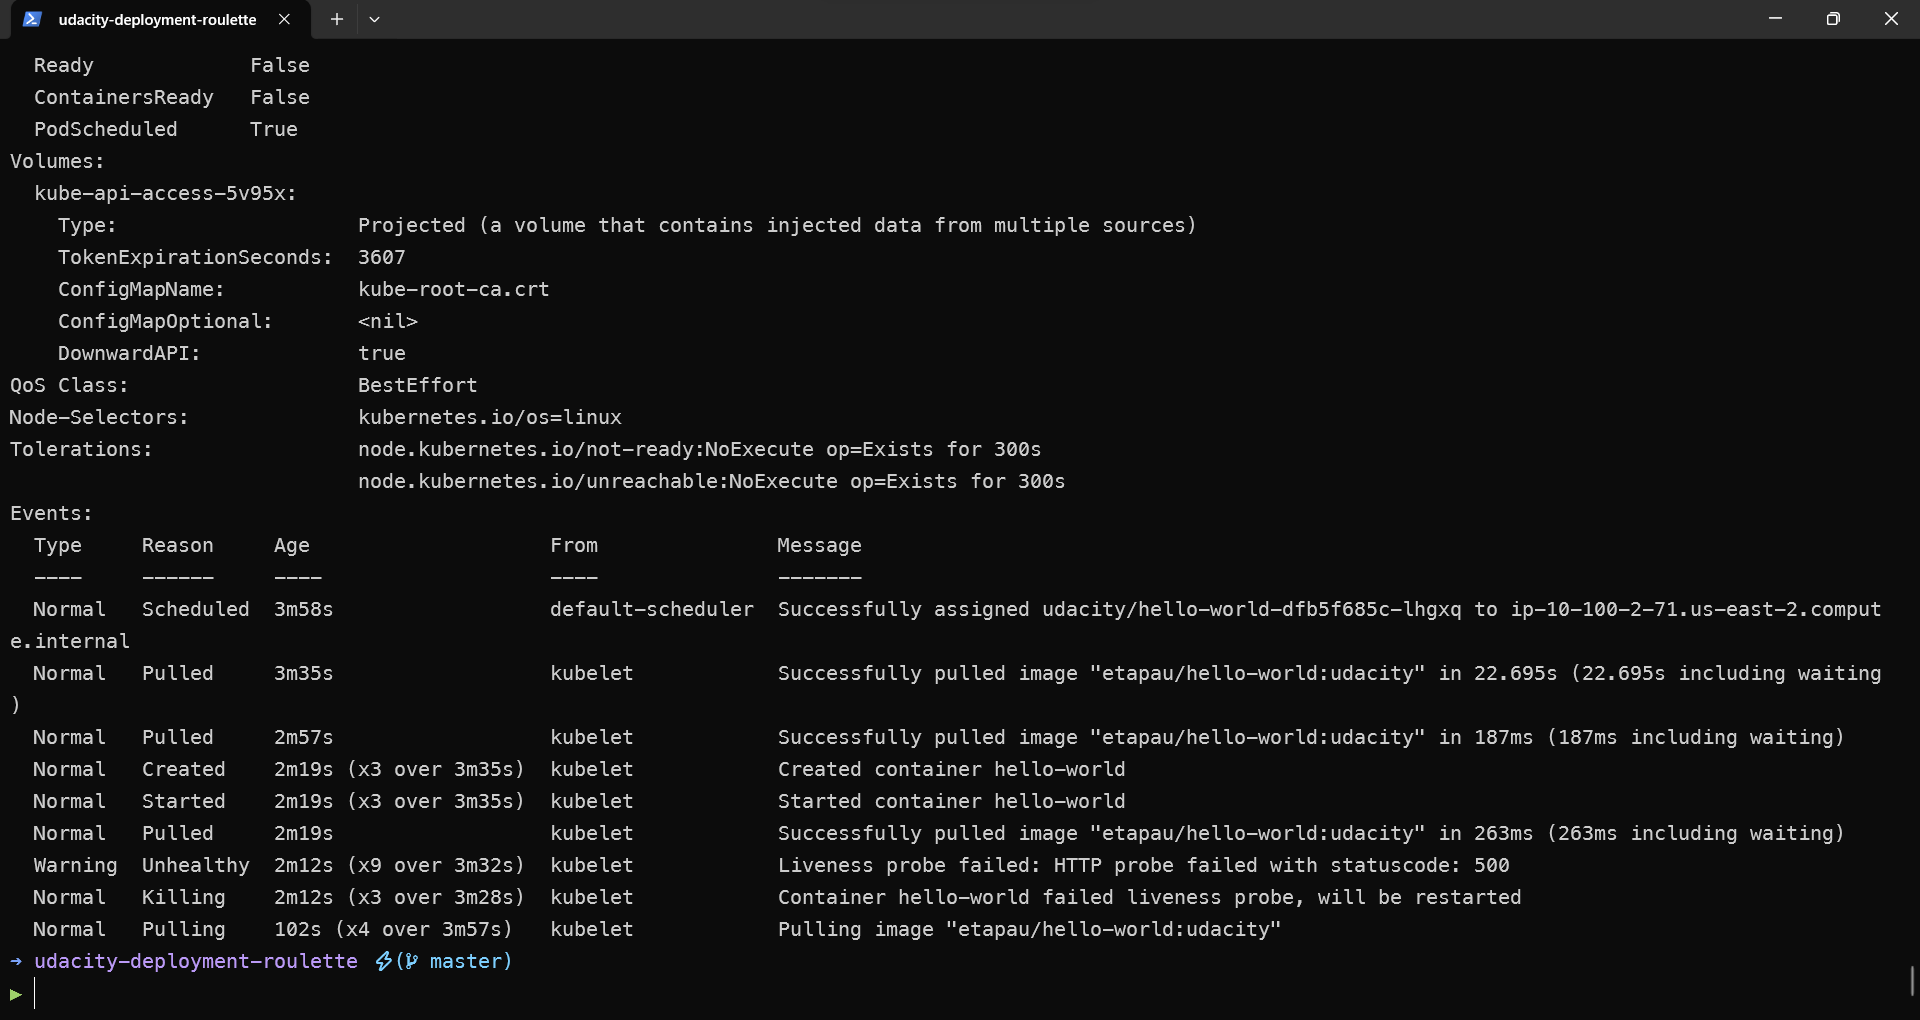 udacity-deployment-roulette
Ready False
ContainersReady False
PodScheduled True
Volumes:
kube-api-access-5v95x:
Type: Projected (a volume that contains injected data from multiple sources)
TokenExpirationSeconds: 3607
ConfigMapName: kube-root-ca.crt
ConfigMapOptional: <nil>
DownwardAPI: true
QoS Class: BestEffort
Node-Selectors: kubernetes.io/os=linux
Tolerations: node.kubernetes.io/not-ready:NoExecute op=Exists for 300s
node.kubernetes.io/unreachable:NoExecute op=Exists for 300s
Events:
Type Reason Age From Message
---- ------ ---- ---- -------
Normal Scheduled 3m58s default-scheduler Successfully assigned udacity/hello-world-dfb5f685c-lhgxq to ip-10-100-2-71.us-east-2.comput
e.internal
Normal Pulled 3m35s kubelet Successfully pulled image "etapau/hello-world:udacity" in 22.695s (22.695s including waiting
)
Normal Pulled 2m57s kubelet Successfully pulled image "etapau/hello-world:udacity" in 187ms (187ms including waiting)
Normal Created 2m19s (x3 over 3m35s) kubelet Created container hello-world
Normal Started 2m19s (x3 over 3m35s) kubelet Started container hello-world
Normal Pulled 2m19s kubelet Successfully pulled image "etapau/hello-world:udacity" in 263ms (263ms including waiting)
Warning Unhealthy 2m12s (x9 over 3m32s) kubelet Liveness probe failed: HTTP probe failed with statuscode: 500
Normal Killing 2m12s (x3 over 3m28s) kubelet Container hello-world failed liveness probe, will be restarted
Normal Pulling 102s (x4 over 3m57s) kubelet Pulling image "etapau/hello-world:udacity"
→ udacity-deployment-roulette ⚡( master)
▶